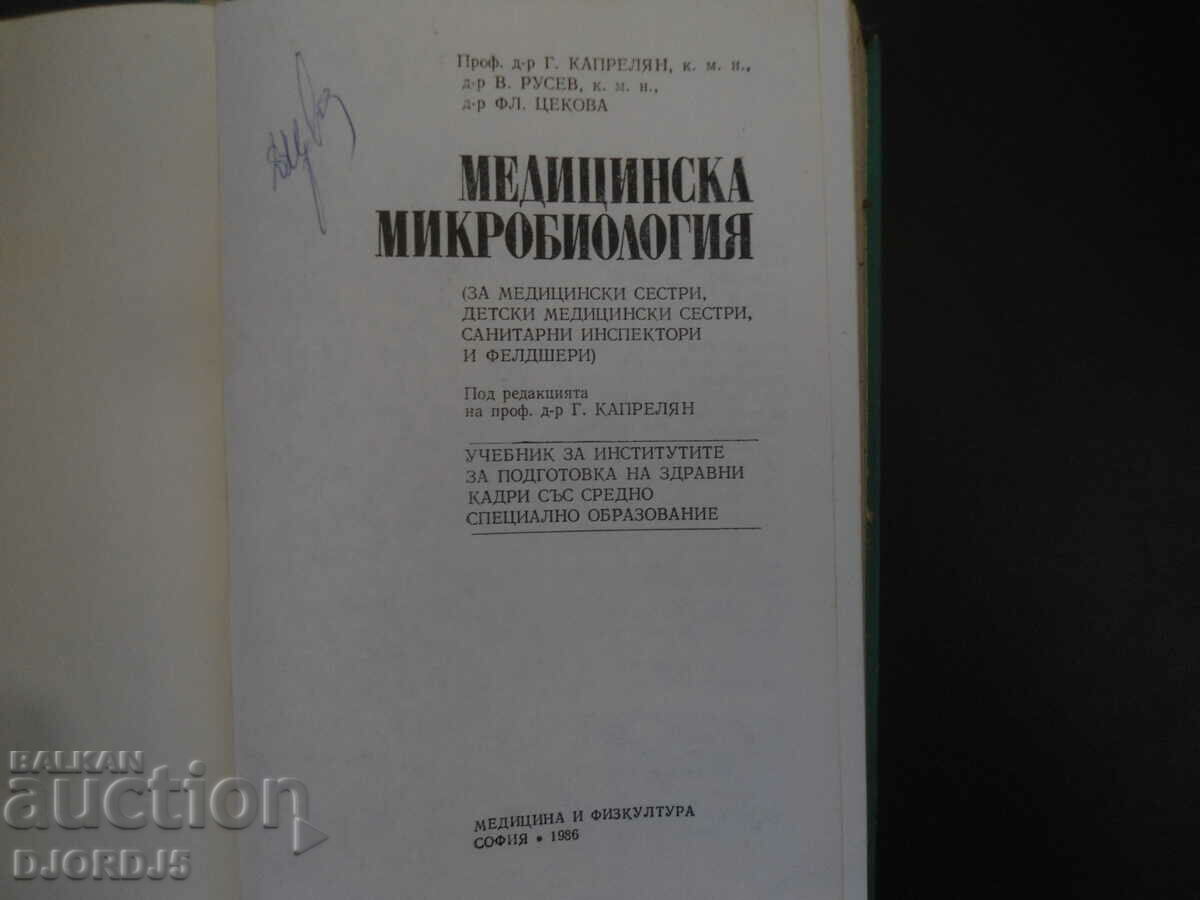 Проф. д-р Г. КАПРЕЛЯН, к. м. н.,
д-р В. РУСЕВ, к. м. н.,
д-р ФЛ. ЦЕКОВА
МЕДИЦИНСКА
МИКРОБИОЛОГИЯ
(ЗА МЕДИЦИНСКИ СЕСТРИ,
ДЕТСКИ МЕДИЦИНСКИ СЕСТРИ,
САНИТАРНИ ИНСПЕКТОРИ
И ФЕЛДШЕРИ)
Под редакцията
на проф. д-р Г. КАПРЕЛЯН
УЧЕБНИК ЗА ИНСТИТУТИТЕ
ЗА ПОДГОТОВКА НА ЗДРАВНИ
КАДРИ СЪС СРЕДНО
СПЕЦИАЛНО ОБРАЗОВАНИЕ
МЕДИЦИНА И ФИЗКУЛТУРА
СОФИЯ • 1986
BALKAN
auction
DJORDJ5